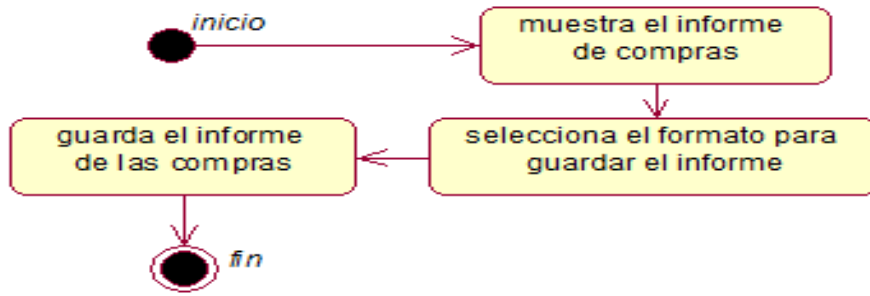 inicio
muestra el informe
de compras
selecciona el formato para
guardar el informe
guarda el informe
de las compras
fin